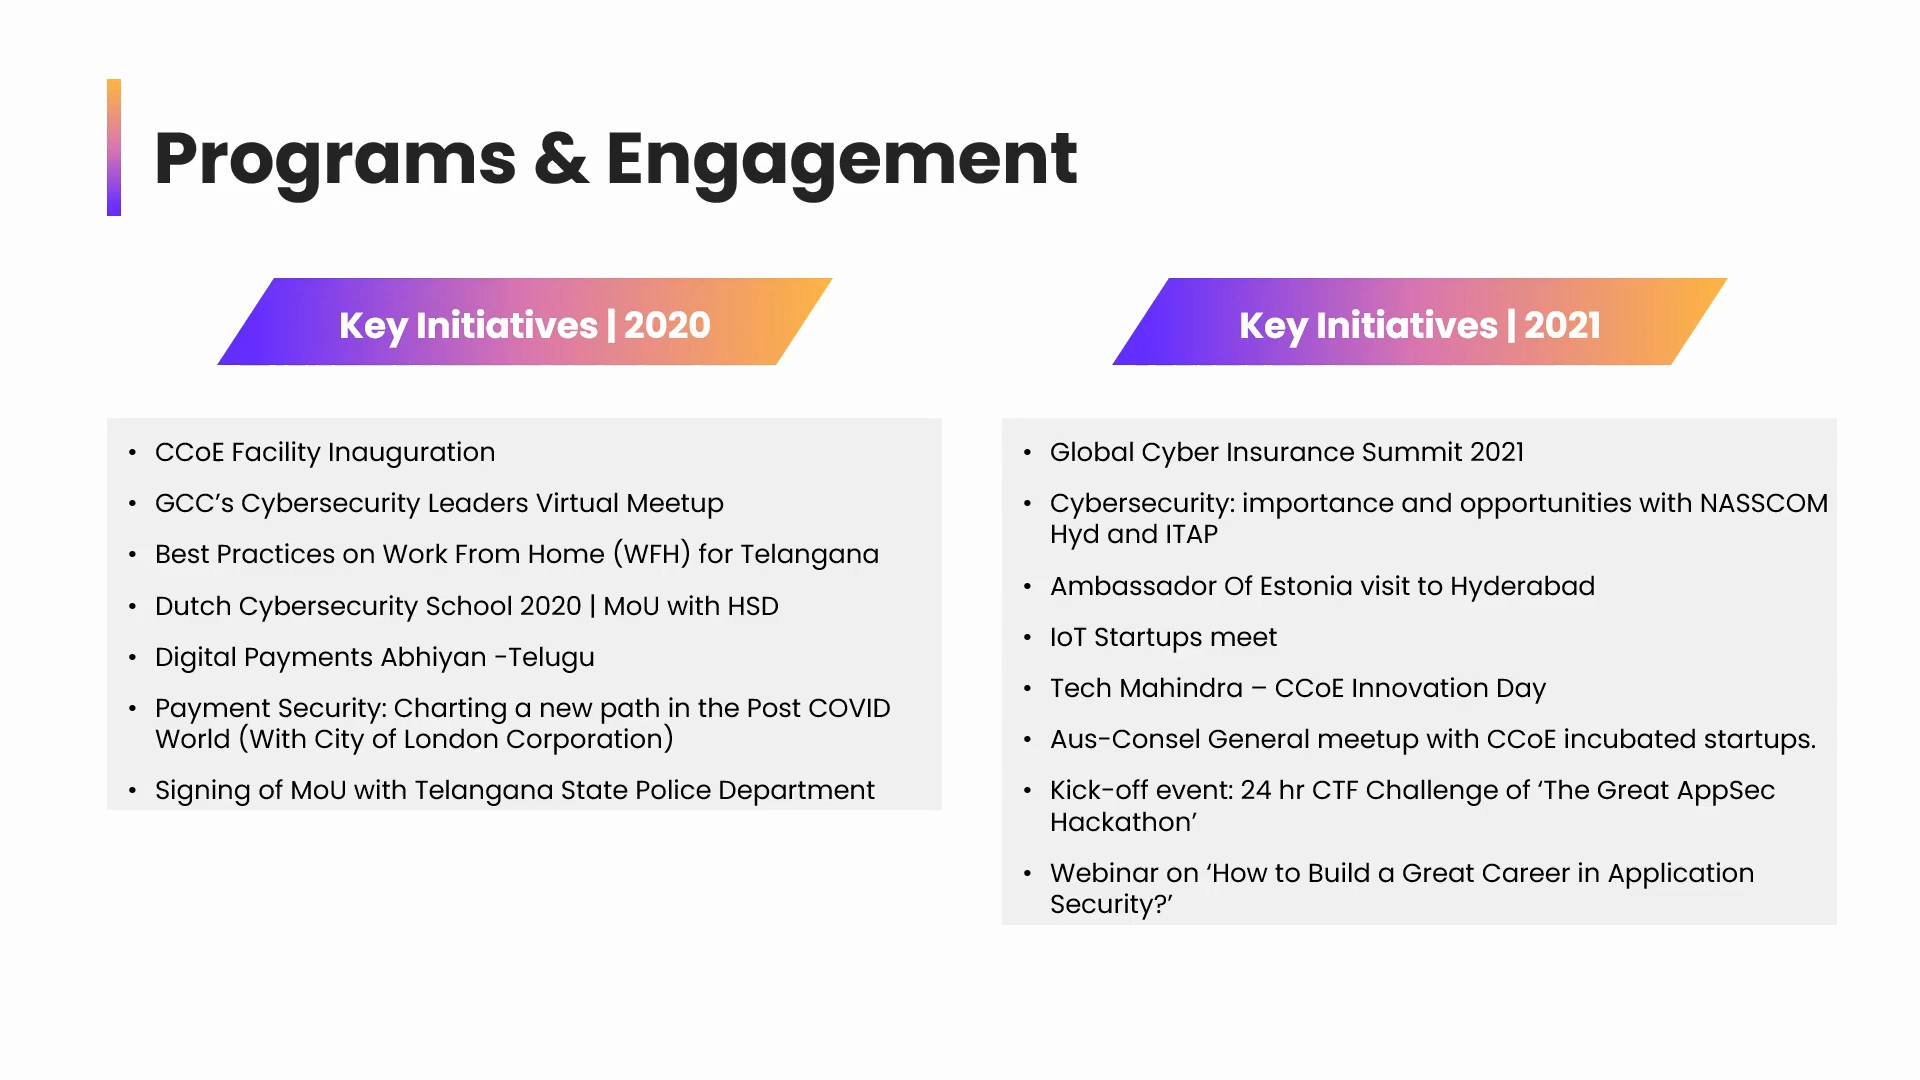 Programs & Engagement
Key Initiatives | 2020
• CCoE Facility Inauguration
• GCC’s Cybersecurity Leaders Virtual Meetup
• Best Practices on Work From Home (WFH) for Telangana
• Dutch Cybersecurity School 2020 | MoU with HSD
• Digital Payments Abhiyan -Telugu
• Payment Security: Charting a new path in the Post COVID
World (With City of London Corporation)
• Signing of MoU with Telangana State Police Department
Key Initiatives | 2021
• Global Cyber Insurance Summit 2021
• Cybersecurity: importance and opportunities with NASSCOM
Hyd and ITAP
• Ambassador Of Estonia visit to Hyderabad
• IoT Startups meet
• Tech Mahindra – CCoE Innovation Day
• Aus-Consel General meetup with CCoE incubated startups.
• Kick-off event: 24 hr CTF Challenge of ‘The Great AppSec
Hackathon’
• Webinar on ‘How to Build a Great Career in Application
Security?’